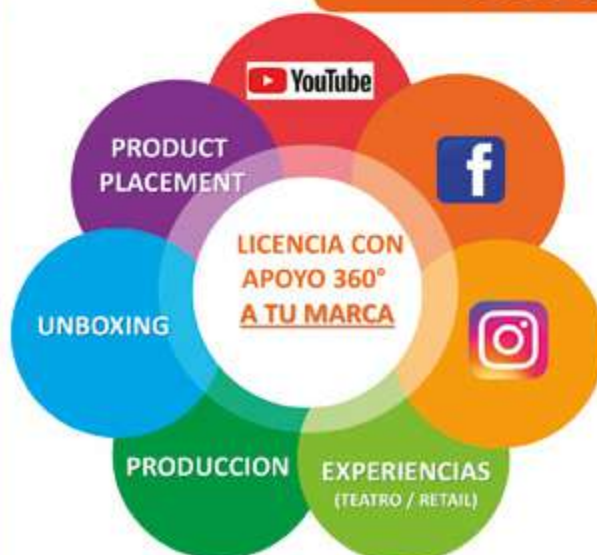 YouTube
PRODUCT
PLACEMENT
f
LICENCIA CON
APOYO 360°
A TU MARCA
UNBOXING
PRODUCCION
EXPERIENCIAS
(TEATRO / RETAIL)